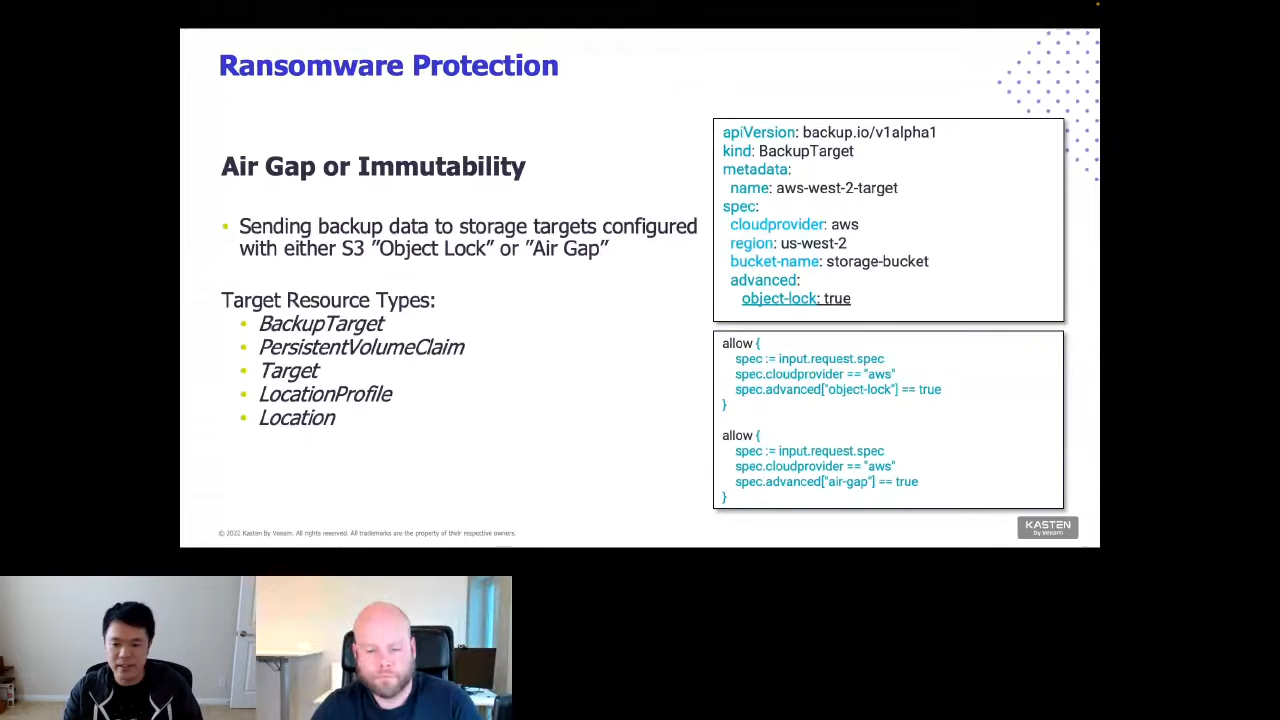 Ransomware Protection
Air Gap or Immutability
• Sending backup data to storage targets configured
with either S3 ”Object Lock” or ”Air Gap”
Target Resource Types:
• BackupTarget
• PersistentVolumeClaim
• Target
• LocationProfile
• Location
apiVersion: backup.io/v1alpha1
kind: BackupTarget
metadata:
name: aws-west-2-target
spec:
cloudprovider: aws
region: us-west-2
bucket-name: storage-bucket
advanced:
object-lock: true
allow {
spec := input.request.spec
spec.cloudprovider == "aws"
spec.advanced["object-lock"] == true
}
allow {
spec := input.request.spec
spec.cloudprovider == "aws"
spec.advanced["air-gap"] == true
}
© 2022 Kasten by Veeam. All rights reserved. All trademarks are the property of their respective owners.
KASTEN
by veeam